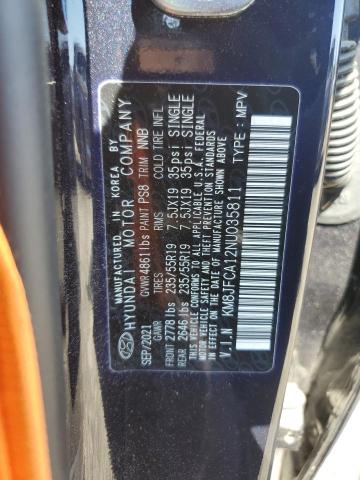 MANUFACTURED IN KOREA BY
HYUNDAI MOTOR COMPANY
SEP/2021 GVWR 4861lbs PAINT PS8 TRIM NNB
GAWR TIRES RIMS COLD TIRE INFL
FRONT 2778lbs 235/55R19 7.5JX19 35psi SINGLE
REAR 2646lbs 235/55R19 7.5JX19 35psi SINGLE
THIS VEHICLE CONFORMS TO ALL APPLICABLE
FEDERAL MOTOR VEHICLE SAFETY AND THEFT PREVENTION STANDARDS
IN EFFECT ON THE DATE OF MANUFACTURE SHOWN ABOVE.
V.I.N : KM8JFCA12NU035811 TYPE : MPV